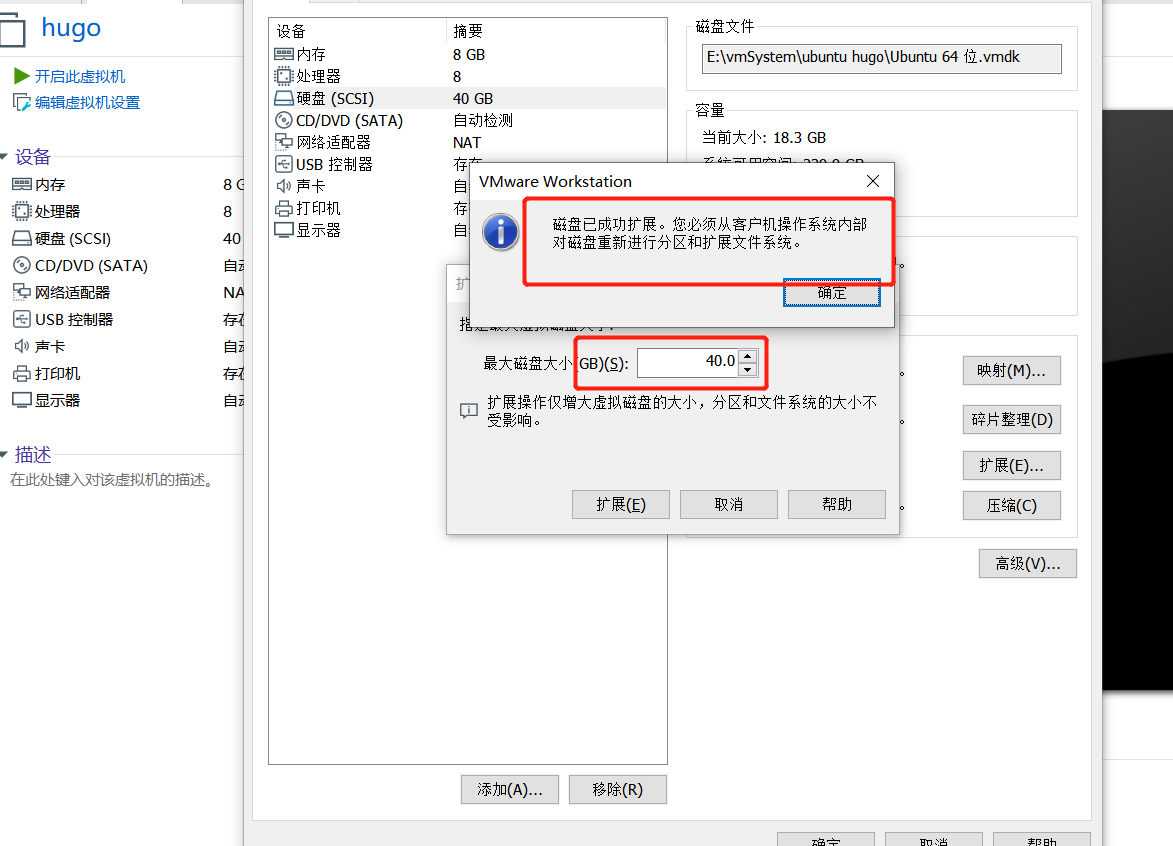 hugo
开启此虚拟机
编辑虚拟机设置
设备
内存 8 G
处理器 8
硬盘 (SCSI) 40
CD/DVD (SATA) 自动
网络适配器 NA
USB 控制器 存在
声卡 自动
打印机 存在
显示器 自动
描述
在此处键入对该虚拟机的描述。
设备 摘要
内存 8 GB
处理器 8
硬盘 (SCSI) 40 GB
CD/DVD (SATA) 自动检测
网络适配器 NAT
USB 控制器 存在
声卡 自
打印机 存
显示器 自
添加(A)... 移除(R)
磁盘文件
E:\vmSystem\ubuntu hugo\Ubuntu 64 位.vmdk
容量
当前大小: 18.3 GB
VMware Workstation
磁盘已成功扩展。您必须从客户机操作系统内部
对磁盘重新进行分区和扩展文件系统。
确定
扩
指定最大虚拟磁盘大小:
最大磁盘大小(GB)(S): 40.0
扩展操作仅增大虚拟磁盘的大小，分区和文件系统的大小不
受影响。
扩展(E) 取消 帮助
映射(M)...
碎片整理(D)
扩展(E)...
压缩(C)
高级(V)...
确定 取消 帮助